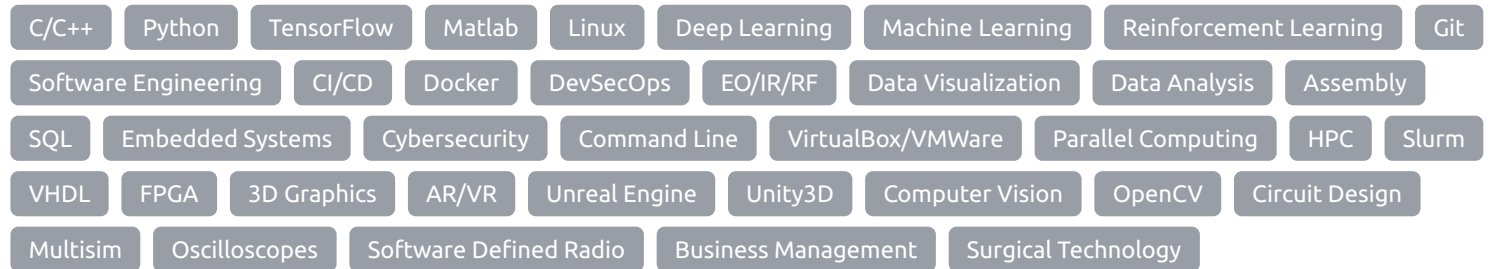 C/C++ Python TensorFlow Matlab Linux Deep Learning Machine Learning Reinforcement Learning Git
Software Engineering CI/CD Docker DevSecOps EO/IR/RF Data Visualization Data Analysis Assembly
SQL Embedded Systems Cybersecurity Command Line VirtualBox/VMWare Parallel Computing HPC Slurm
VHDL FPGA 3D Graphics AR/VR Unreal Engine Unity3D Computer Vision OpenCV Circuit Design
Multisim Oscilloscopes Software Defined Radio Business Management Surgical Technology